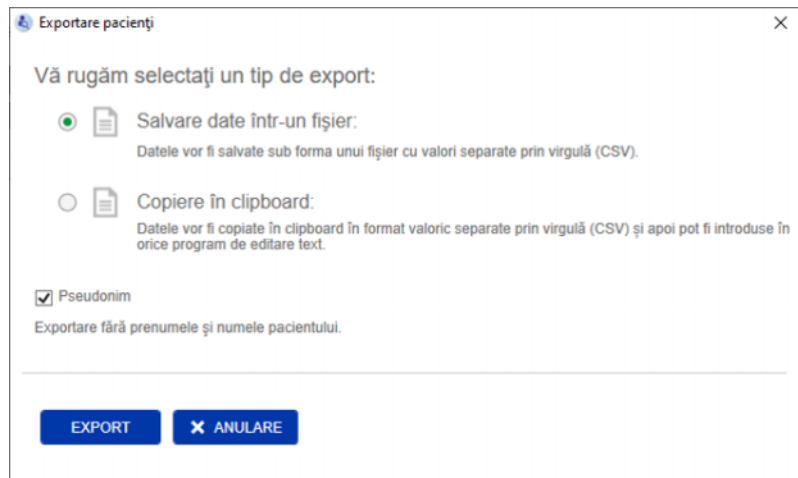 Exportare pacienţi
Vă rugăm selectaţi un tip de export:
Salvare date într-un fişier:
Datele vor fi salvate sub forma unui fişier cu valori separate prin virgulă (CSV).
Copiere în clipboard:
Datele vor fi copiate în clipboard în format valoric separate prin virgulă (CSV) şi apoi pot fi introduse în
orice program de editare text.
Pseudonim
Exportare fără prenumele şi numele pacientului.
EXPORT
ANULARE